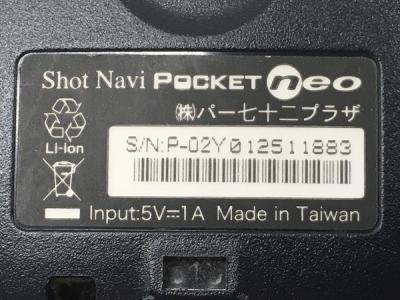 Shot Navi POCKET neo
㈱パー七十二プラザ
Li-ion
S/N:P-02Y012511883
Input:5V⎓1A Made in Taiwan